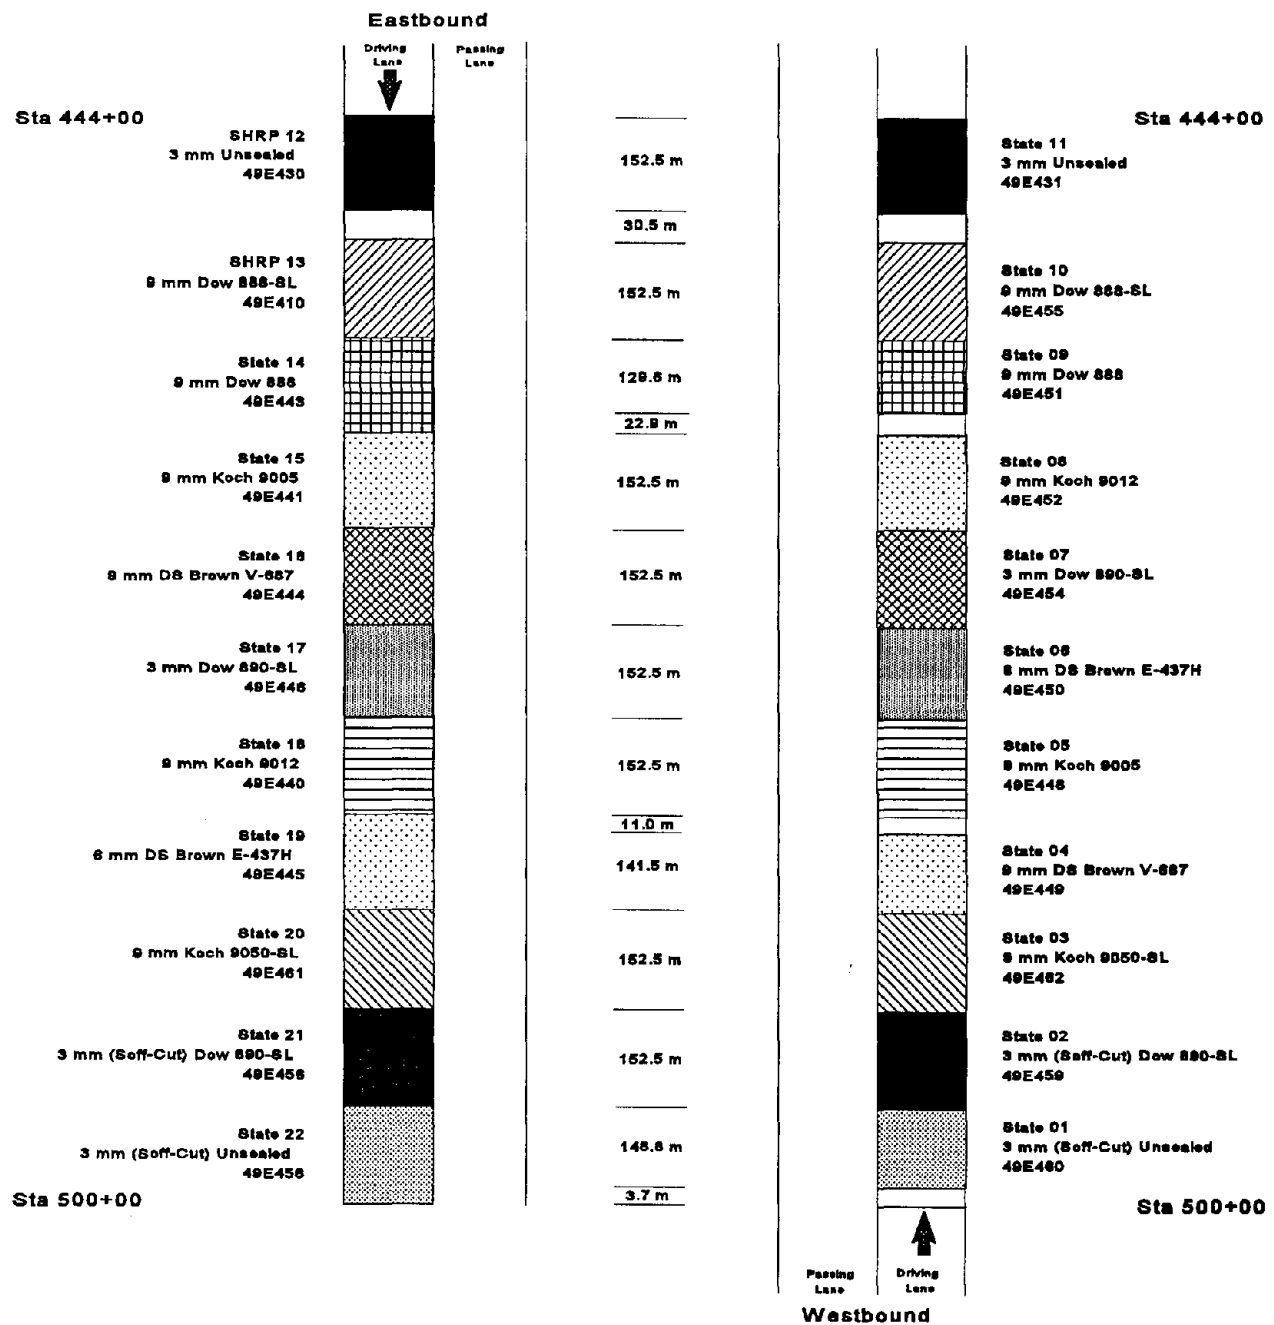 Eastbound
Driving
Lane
Passing
Lane
Sta 444+00
SHRP 12
3 mm Unsealed
49E430
SHRP 13
9 mm Dow 888-SL
49E410
State 14
9 mm Dow 888
49E443
State 15
9 mm Koch 9005
49E441
State 16
9 mm DS Brown V-687
49E444
State 17
3 mm Dow 890-SL
49E446
State 18
9 mm Koch 9012
49E440
State 19
6 mm DS Brown E-437H
49E445
State 20
9 mm Koch 9050-SL
49E461
State 21
3 mm (Soff-Cut) Dow 890-SL
49E456
State 22
3 mm (Soff-Cut) Unsealed
49E458
Sta 500+00
152.5 m
30.5 m
152.5 m
129.6 m
22.9 m
152.5 m
152.5 m
152.5 m
152.5 m
11.0 m
141.5 m
152.5 m
152.5 m
148.8 m
3.7 m
Sta 444+00
State 11
3 mm Unsealed
49E431
State 10
9 mm Dow 888-SL
49E455
State 09
9 mm Dow 888
49E451
State 08
9 mm Koch 9012
49E452
State 07
3 mm Dow 890-SL
49E454
State 06
6 mm DS Brown E-437H
49E450
State 05
9 mm Koch 9005
49E448
State 04
9 mm DS Brown V-687
49E449
State 03
9 mm Koch 9050-SL
49E462
State 02
3 mm (Soff-Cut) Dow 890-SL
49E459
State 01
3 mm (Soff-Cut) Unsealed
49E460
Sta 500+00
Passing
Lane
Driving
Lane
Westbound